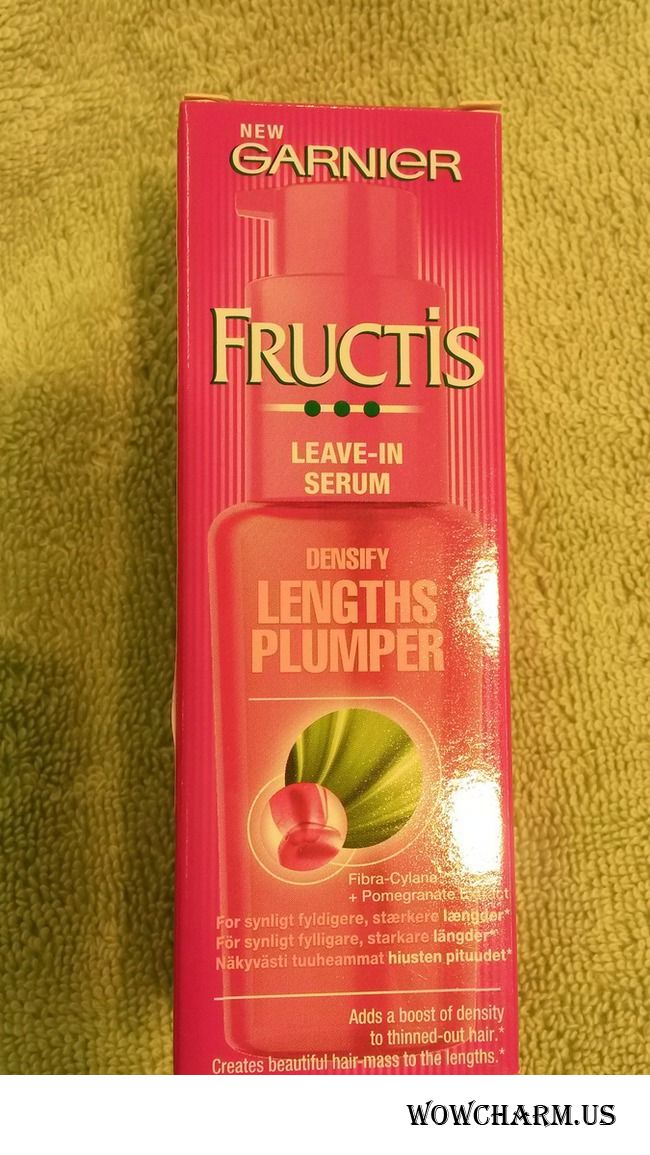 NEW
GARNIER
FRUCTIS
LEAVE-IN
SERUM
DENSIFY
LENGTHS
PLUMPER
Fibra-Cylane
+ Pomegranate Extract
For synligt fyldigere, stærkere længder*
För synligt fylligare, starkare längder*
Näkyvästi tuuheammat hiusten pituudet*
Adds a boost of density
to thinned-out hair.*
Creates beautiful hair-mass to the lengths.*
WOWCHARM.US